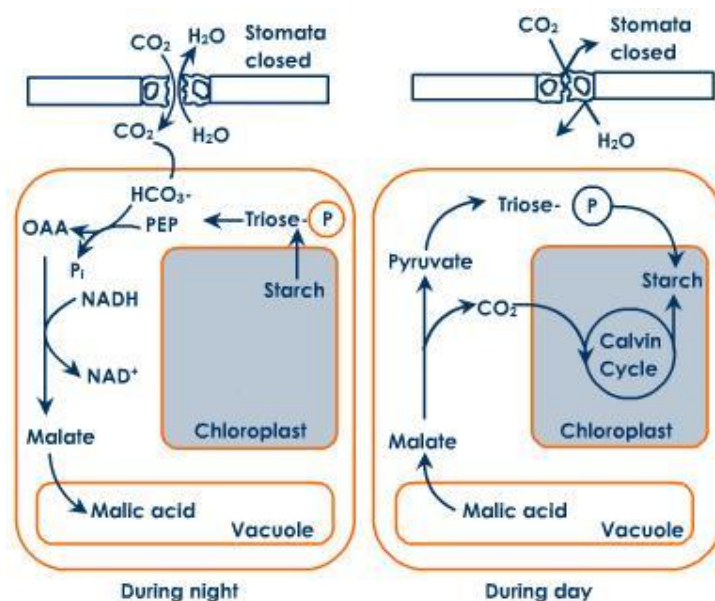 CO2
H2O
Stomata
closed
CO2
H2O
HCO3-
OAA
PEP
Triose-
P
Pi
NADH
Starch
NAD+
Chloroplast
Malate
Malic acid
Vacuole
During night
CO2
Stomata
closed
H2O
Triose-
P
Pyruvate
Starch
CO2
Calvin
Cycle
Malate
Chloroplast
Malic acid
Vacuole
During day